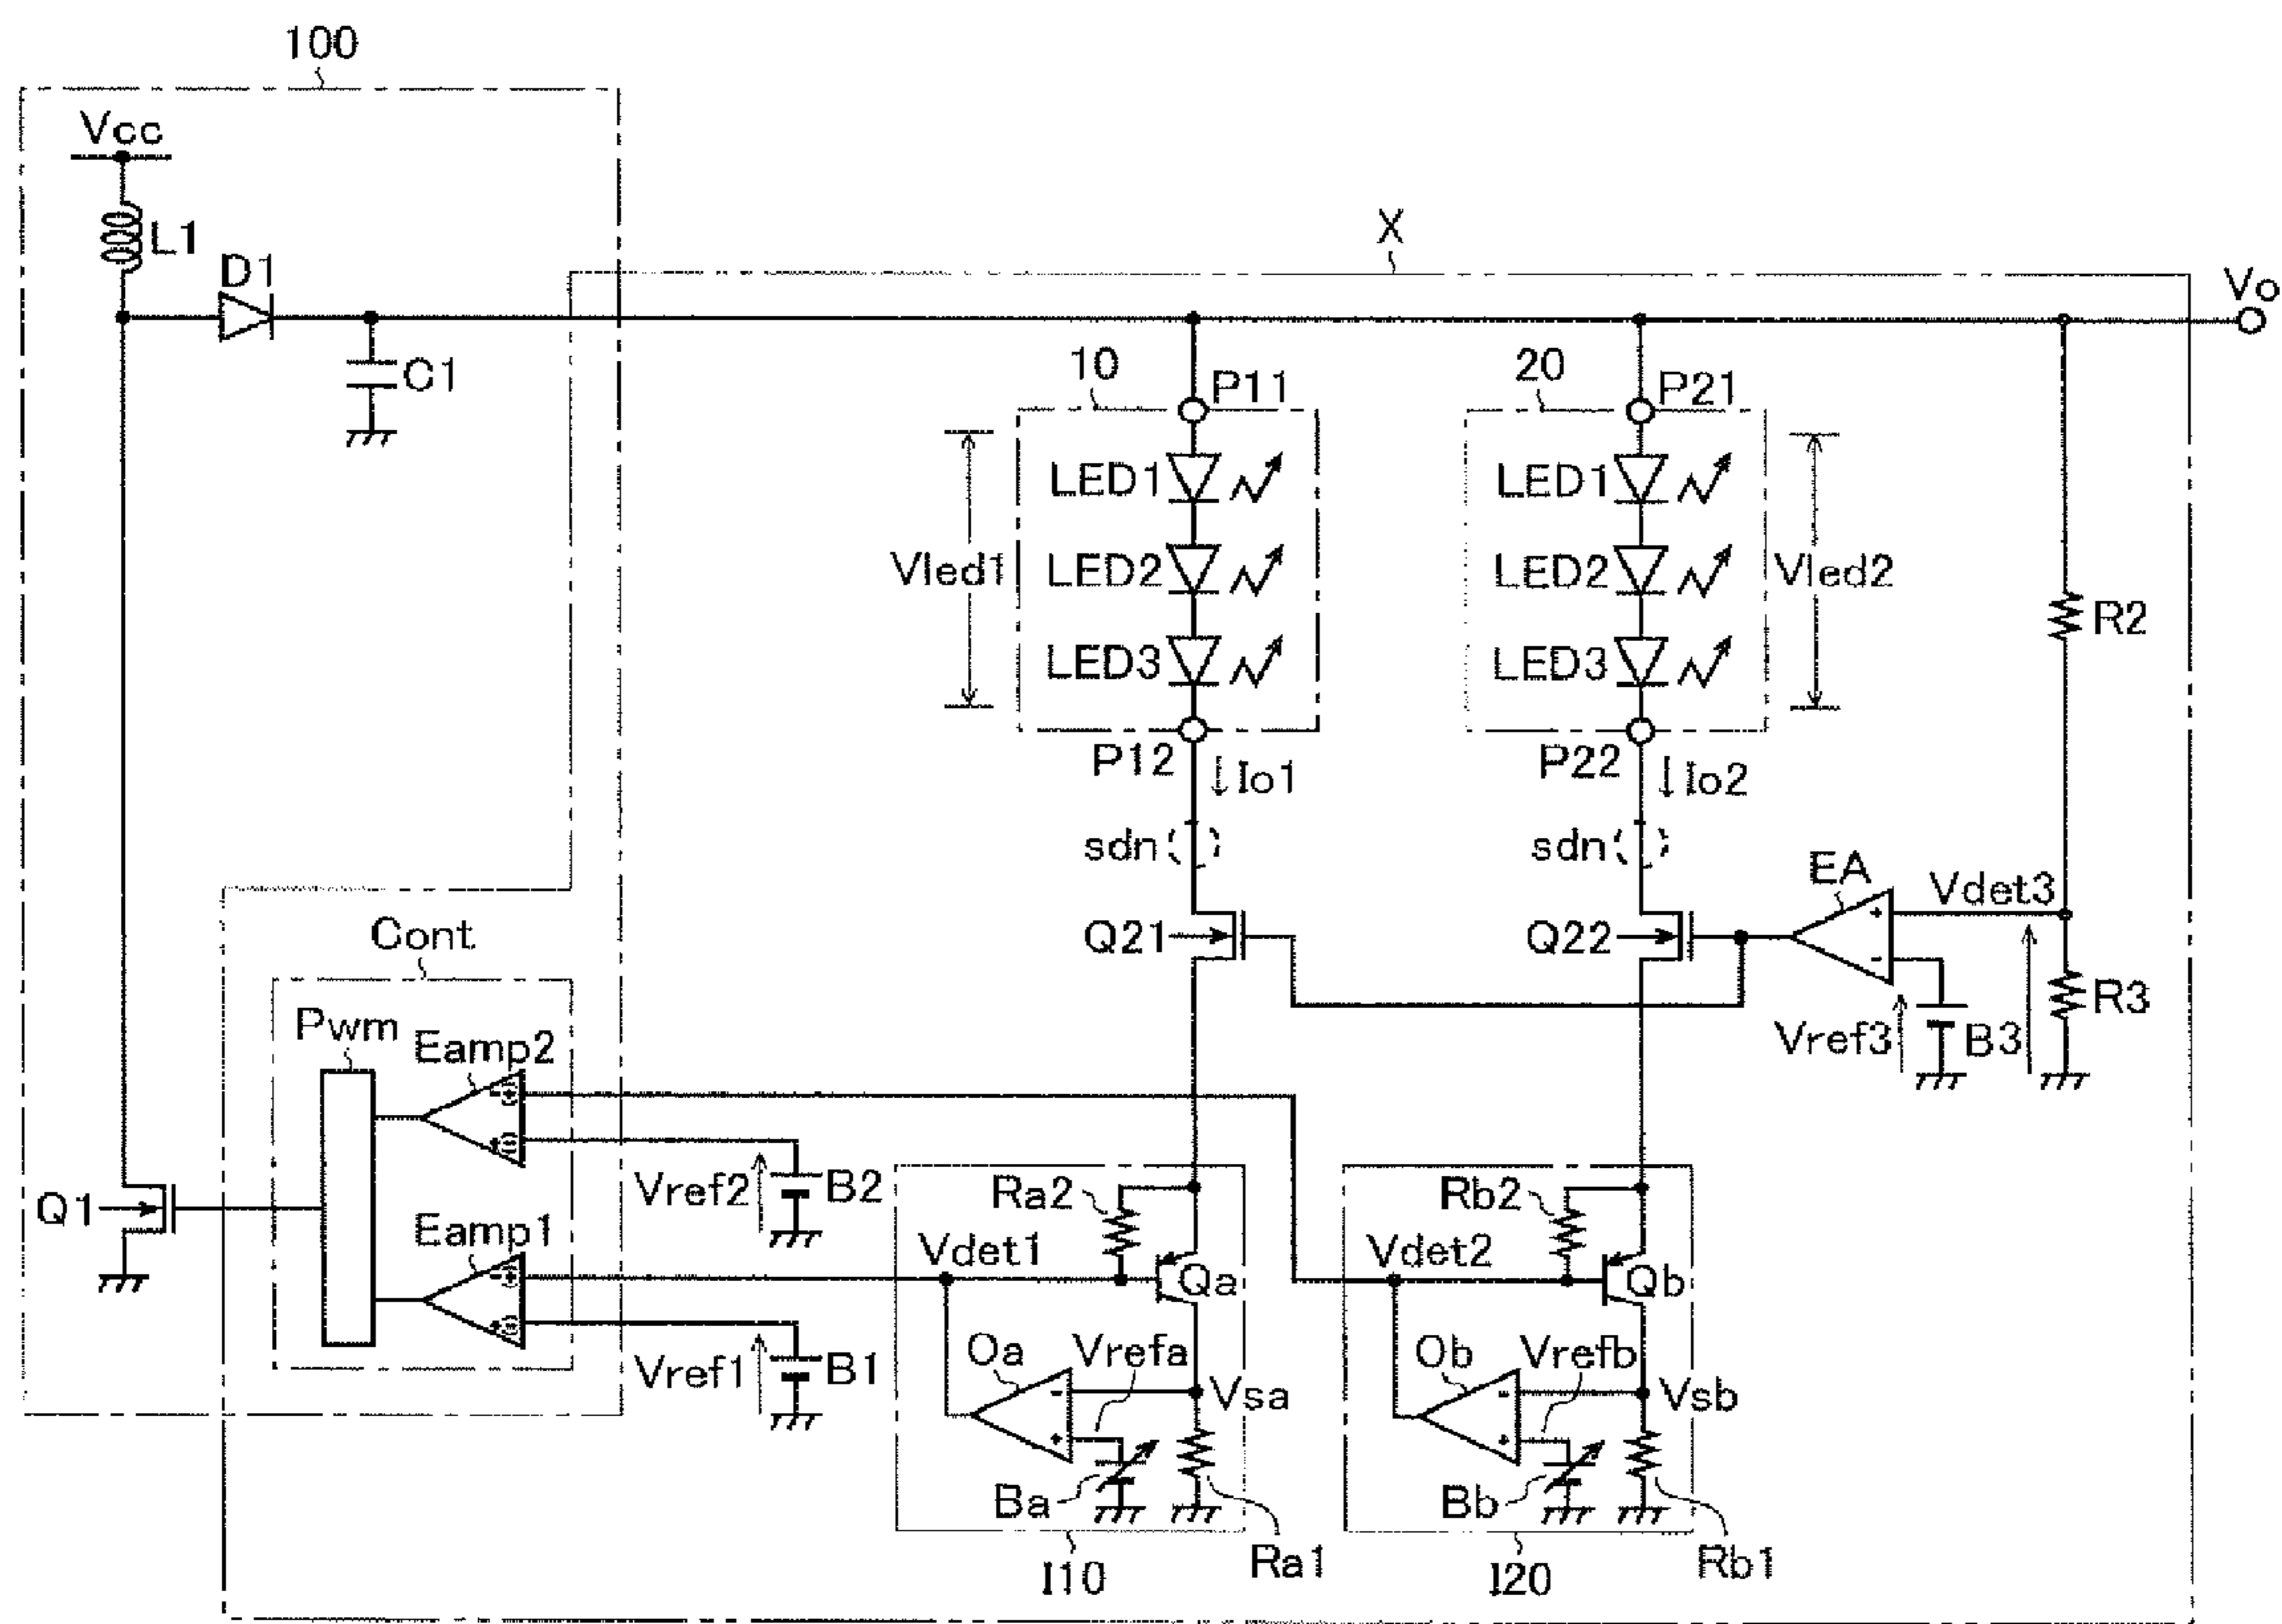 100
Vcc
L1
D1
C1
X
Vo
10
P11
20
P21
LED1
LED1
Vled1
LED2
LED2
Vled2
LED3
LED3
R2
P12
Io1
P22
Io2
sdn
sdn
EA
Vdet3
+
-
Q21
Q22
Cont
Pwm
Eamp2
- +
+ -
Vref3
B3
R3
Q1
Vref2
B2
Ra2
Rb2
Eamp1
- +
+ -
Vdet1
Qa
Vdet2
Qb
Vref1
B1
Oa
Vrefa
-
+
Vsa
Ob
Vrefb
-
+
Vsb
Ba
Bb
I10
Ra1
I20
Rb1